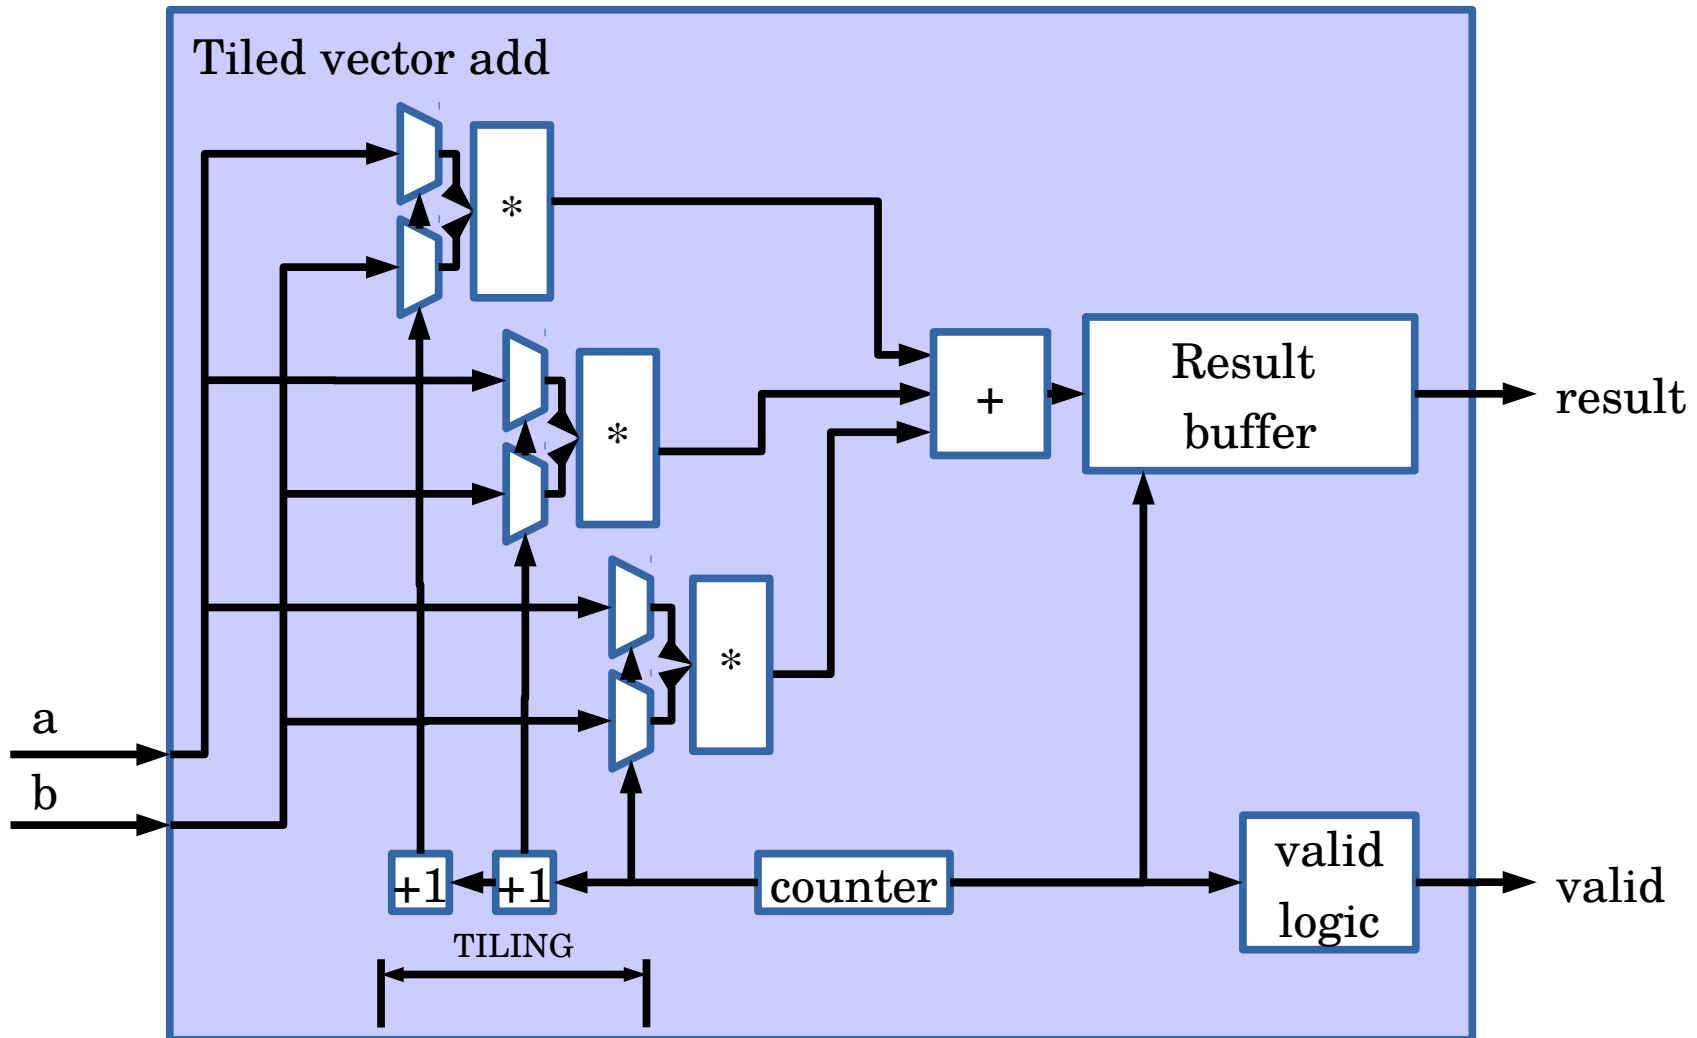 Tiled vector add
*
*
+
Result
buffer
result
*
a
b
+1
+1
counter
valid
logic
valid
TILING